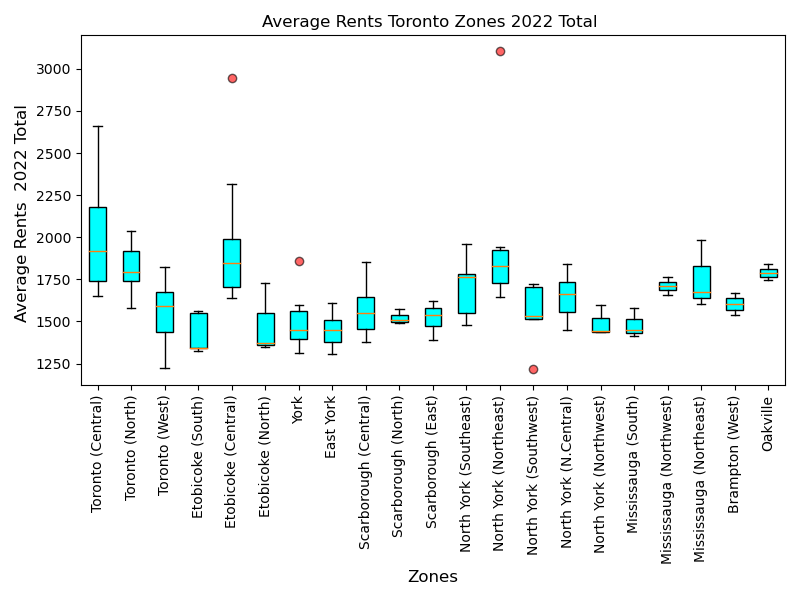 Average Rents Toronto Zones 2022 Total
Average Rents  2022 Total
3000
2750
2500
2250
2000
1750
1500
1250
Toronto (Central)
Toronto (North)
Toronto (West)
Etobicoke (South)
Etobicoke (Central)
Etobicoke (North)
York
East York
Scarborough (Central)
Scarborough (North)
Scarborough (East)
North York (Southeast)
North York (Northeast)
North York (Southwest)
North York (N.Central)
North York (Northwest)
Mississauga (South)
Mississauga (Northwest)
Mississauga (Northeast)
Brampton (West)
Oakville
Zones